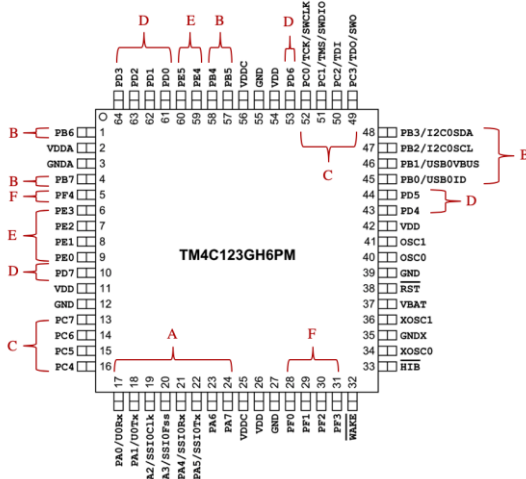 D E B D
PD3 PD2 PD1 PD0 PE5 PE4 PB4 PB5 VDDC GND VDD PD6 PC0/TCK/SWCLK PC1/TMS/SWDIO PC2/TDI PC3/TDO/SWO
64 63 62 61 60 59 58 57 56 55 54 53 52 51 50 49
C
B PB6 1
VDDA 2
GNDA 3
B PB7 4
F PF4 5
PE3 6
PE2 7
E
PE1 8
PE0 9
D PD7 10
VDD 11
GND 12
PC7 13
PC6 14
C
PC5 15
PC4 16
TM4C123GH6PM
48 PB3/I2C0SDA
47 PB2/I2C0SCL
B
46 PB1/USB0VBUS
45 PB0/USB0ID
44 PD5
D
43 PD4
42 VDD
41 OSC1
40 OSC0
39 GND
38 RST
37 VBAT
36 XOSC1
35 GNDX
34 XOSC0
33 HIB
A F
17 18 19 20 21 22 23 24 25 26 27 28 29 30 31 32
PA0/U0Rx PA1/U0Tx A2/SSI0Clk A3/SSI0Fss PA4/SSI0Rx PA5/SSI0Tx PA6 PA7 VDDC VDD GND PF0 PF1 PF2 PF3 WAKE